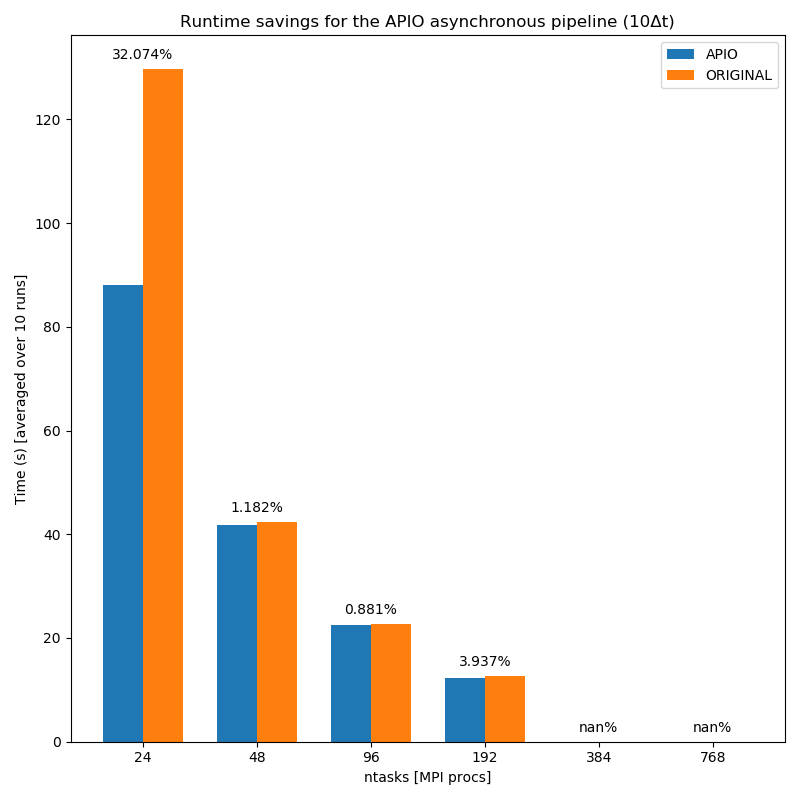 Runtime savings for the APIO asynchronous pipeline (10Δt)
APIO
ORIGINAL
32.074%
1.182%
0.881%
3.937%
nan%
nan%
Time (s) [averaged over 10 runs]
120
100
80
60
40
20
0
24
48
96
192
384
768
ntasks [MPI procs]